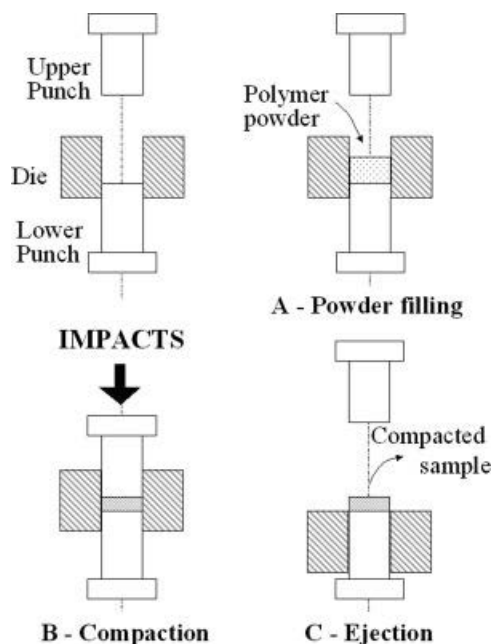 Upper
Punch
Die
Lower
Punch
Polymer
powder
A - Powder filling
IMPACTS
B - Compaction
Compacted
sample
C - Ejection